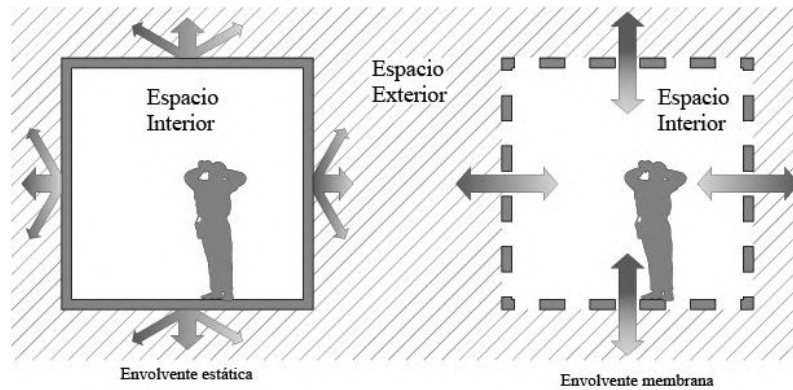 Espacio
Interior
Espacio
Exterior
Espacio
Interior
Envolvente estática
Envolvente membrana